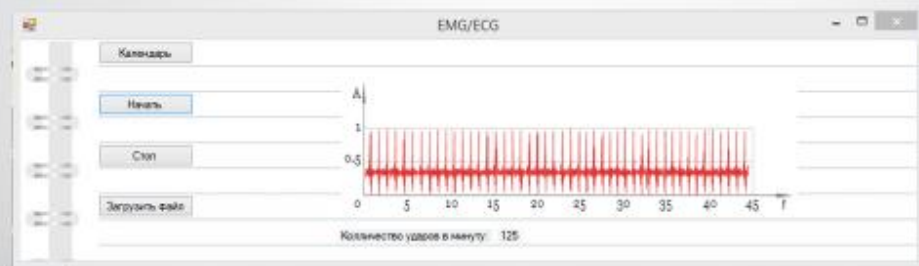 EMG/ECG
Календарь
Начать
Стоп
Загрузить файл
A
1
0.5
0 5 10 15 20 25 30 35 40 45 T
Колличество ударов в минуту: 125